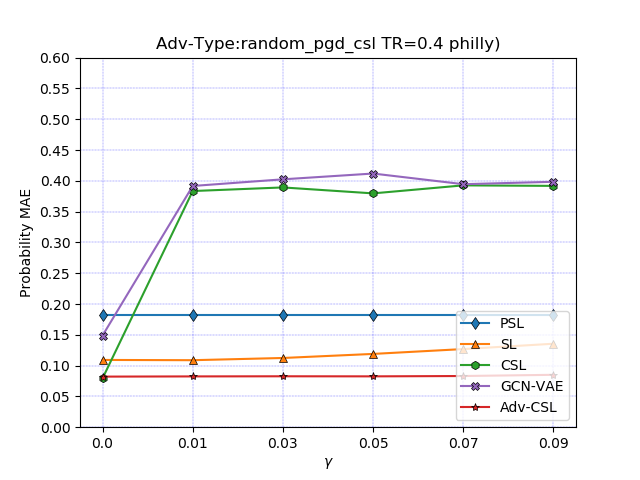 Adv-Type:random_pgd_csl TR=0.4 philly)
Probability MAE
0.60
0.55
0.50
0.45
0.40
0.35
0.30
0.25
0.20
0.15
0.10
0.05
0.00
0.0 0.01 0.03 0.05 0.07 0.09
γ
PSL
SL
CSL
GCN-VAE
Adv-CSL